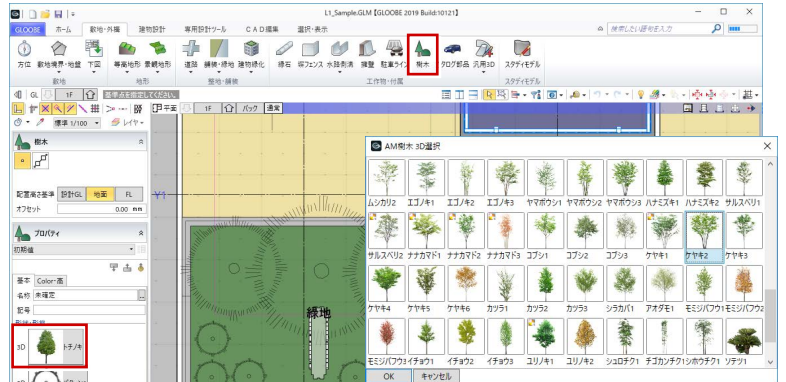 L1_Sample.GLM【GLOOBE 2019 Build:10121】
GLOOBE ホーム 敷地・外構 建物設計 専用設計ツール CAD編集 選択・表示 検索したい語句を入力
方位 敷地境界・地盤 下図 等高地形 景観地形 道路 舗装・緑地 建物緑化 縁石 塀フェンス 水路側溝 擁壁 駐車ライン 樹木 カタログ部品 汎用3D スタディモデル
敷地 地形 整地・舗装 工作物・付属 スタディモデル
GL 1F 基準点を指定してください。
平面 1F バック 通常
標準 1/100 レイヤ
樹木
配置高さ基準 設計GL 地面 FL
オフセット 0.00 mm
Y1
プロパティ
初期値
基本 Color・高
名称 未確定
記号
3D トチノキ
緑地
AM樹木 3D選択
ムシカリ2 エゴノキ1 エゴノキ2 エゴノキ3 ヤマボウシ1 ヤマボウシ2 ヤマボウシ3 ハナミズキ1 ハナミズキ2 サルスベリ1
サルスベリ2 ナナカマド1 ナナカマド2 ナナカマド3 コブシ1 コブシ2 コブシ3 ケヤキ1 ケヤキ2 ケヤキ3
ケヤキ4 ケヤキ5 ケヤキ6 カツラ1 カツラ2 カツラ3 シラカバ1 アオダモ1 モミジバフウ1 モミジバフウ2
モミジバフウ3 イチョウ1 イチョウ2 イチョウ3 ユリノキ1 ユリノキ2 シュロチク1 チゴカンチク1 シホウチク1 ソテツ1
OK キャンセル